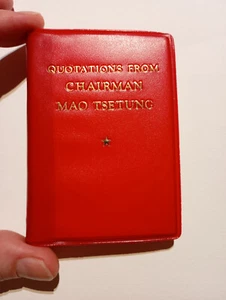 QUOTATIONS FROM
CHAIRMAN
MAO TSETUNG